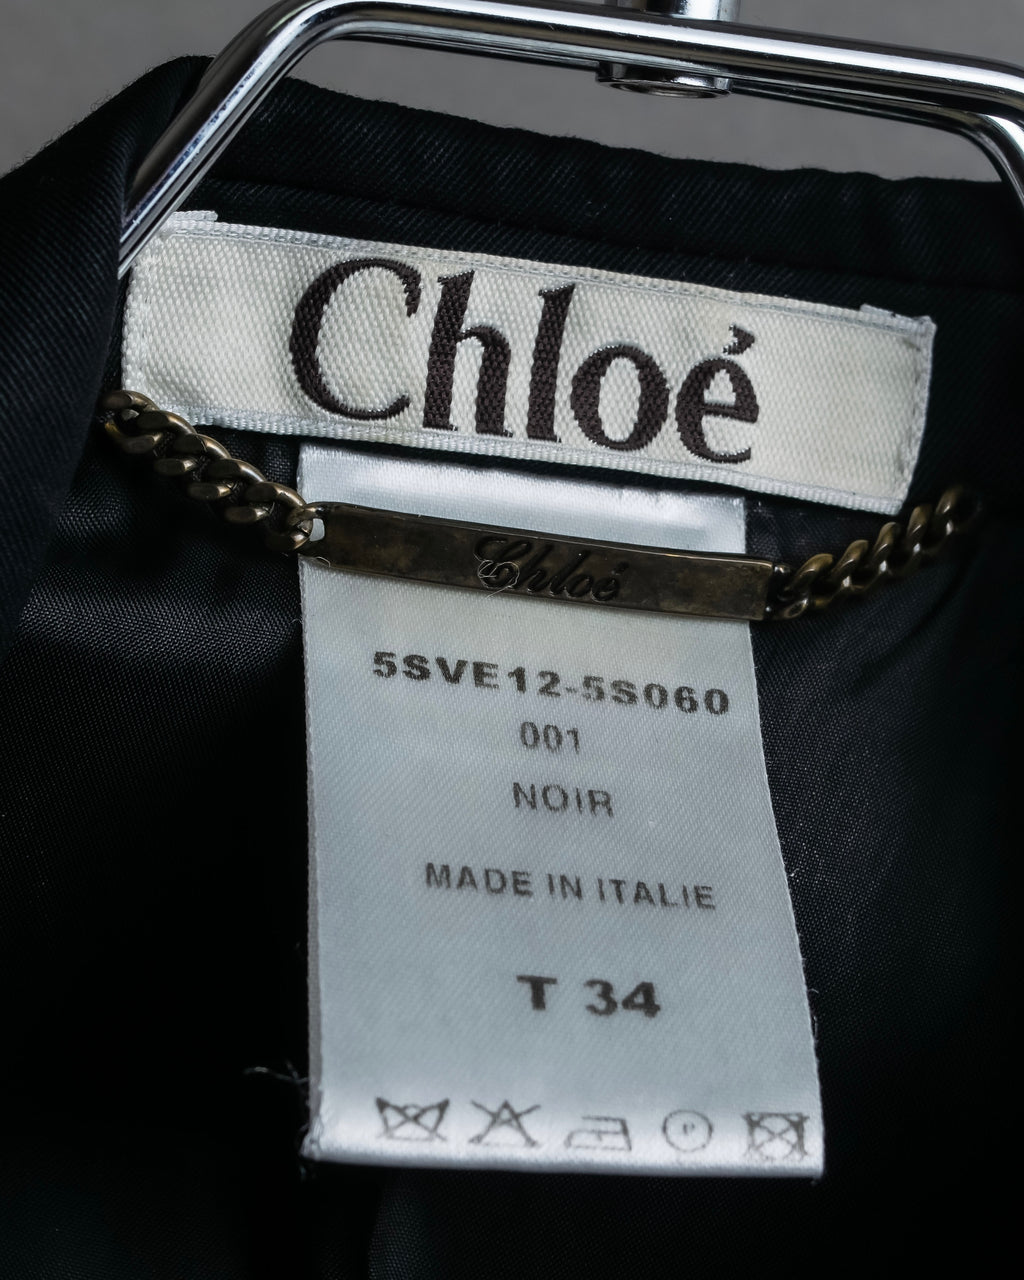 Chloé
Chloé
5SVE12-5S060
001
NOIR
MADE IN ITALIE
T 34
P